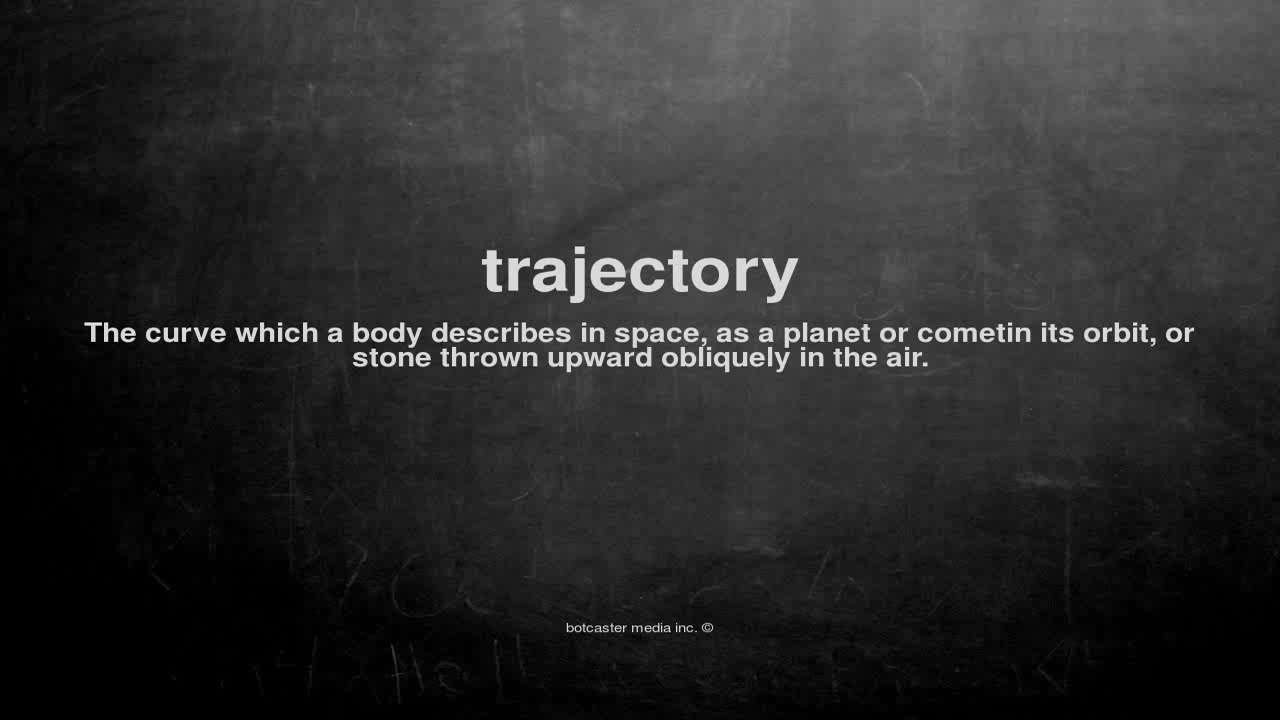 trajectory
The curve which a body describes in space, as a planet or cometin its orbit, or
stone thrown upward obliquely in the air.
botcaster media inc. ©